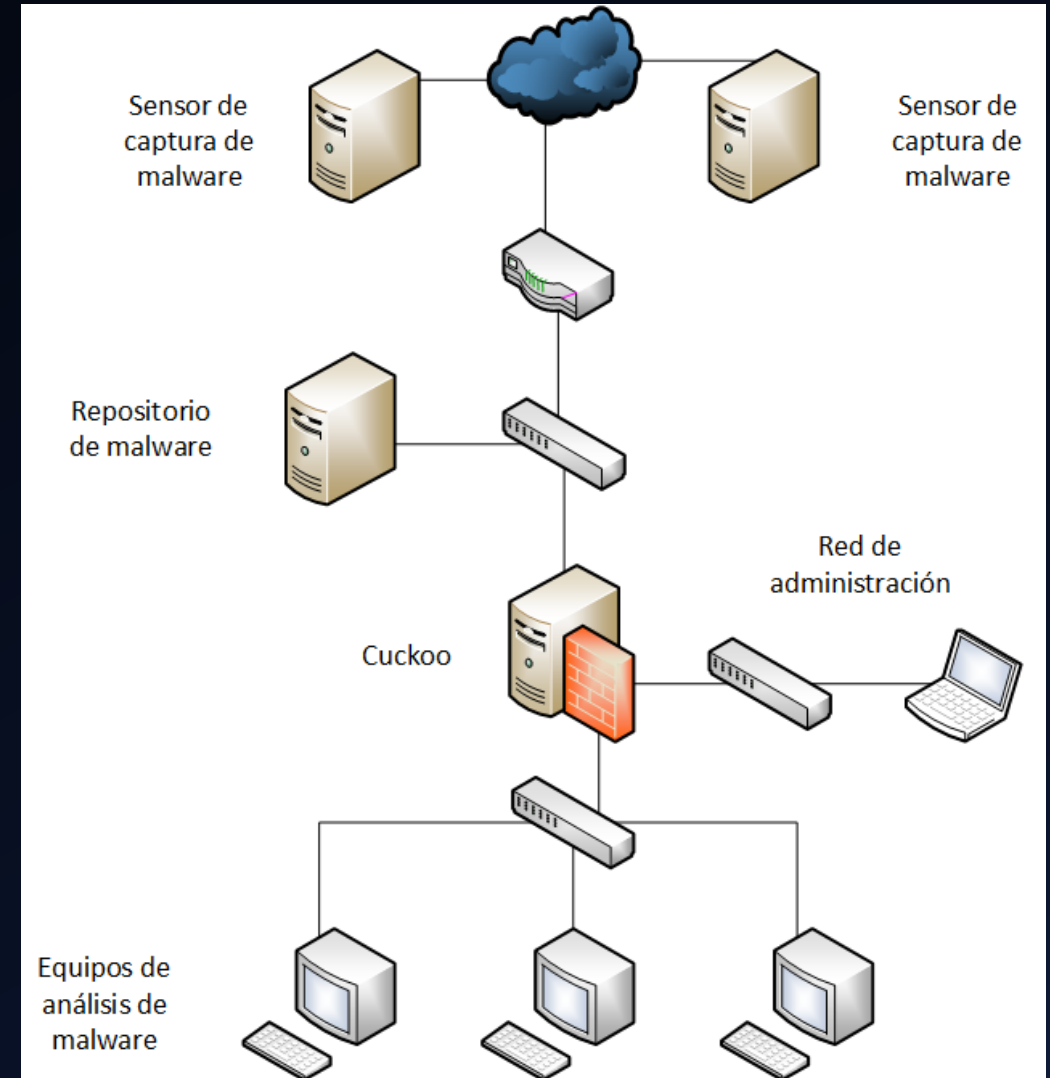 Sensor de
captura de
malware
Sensor de
captura de
malware
Repositorio
de malware
Red de
administración
Cuckoo
Equipos de
análisis de
malware